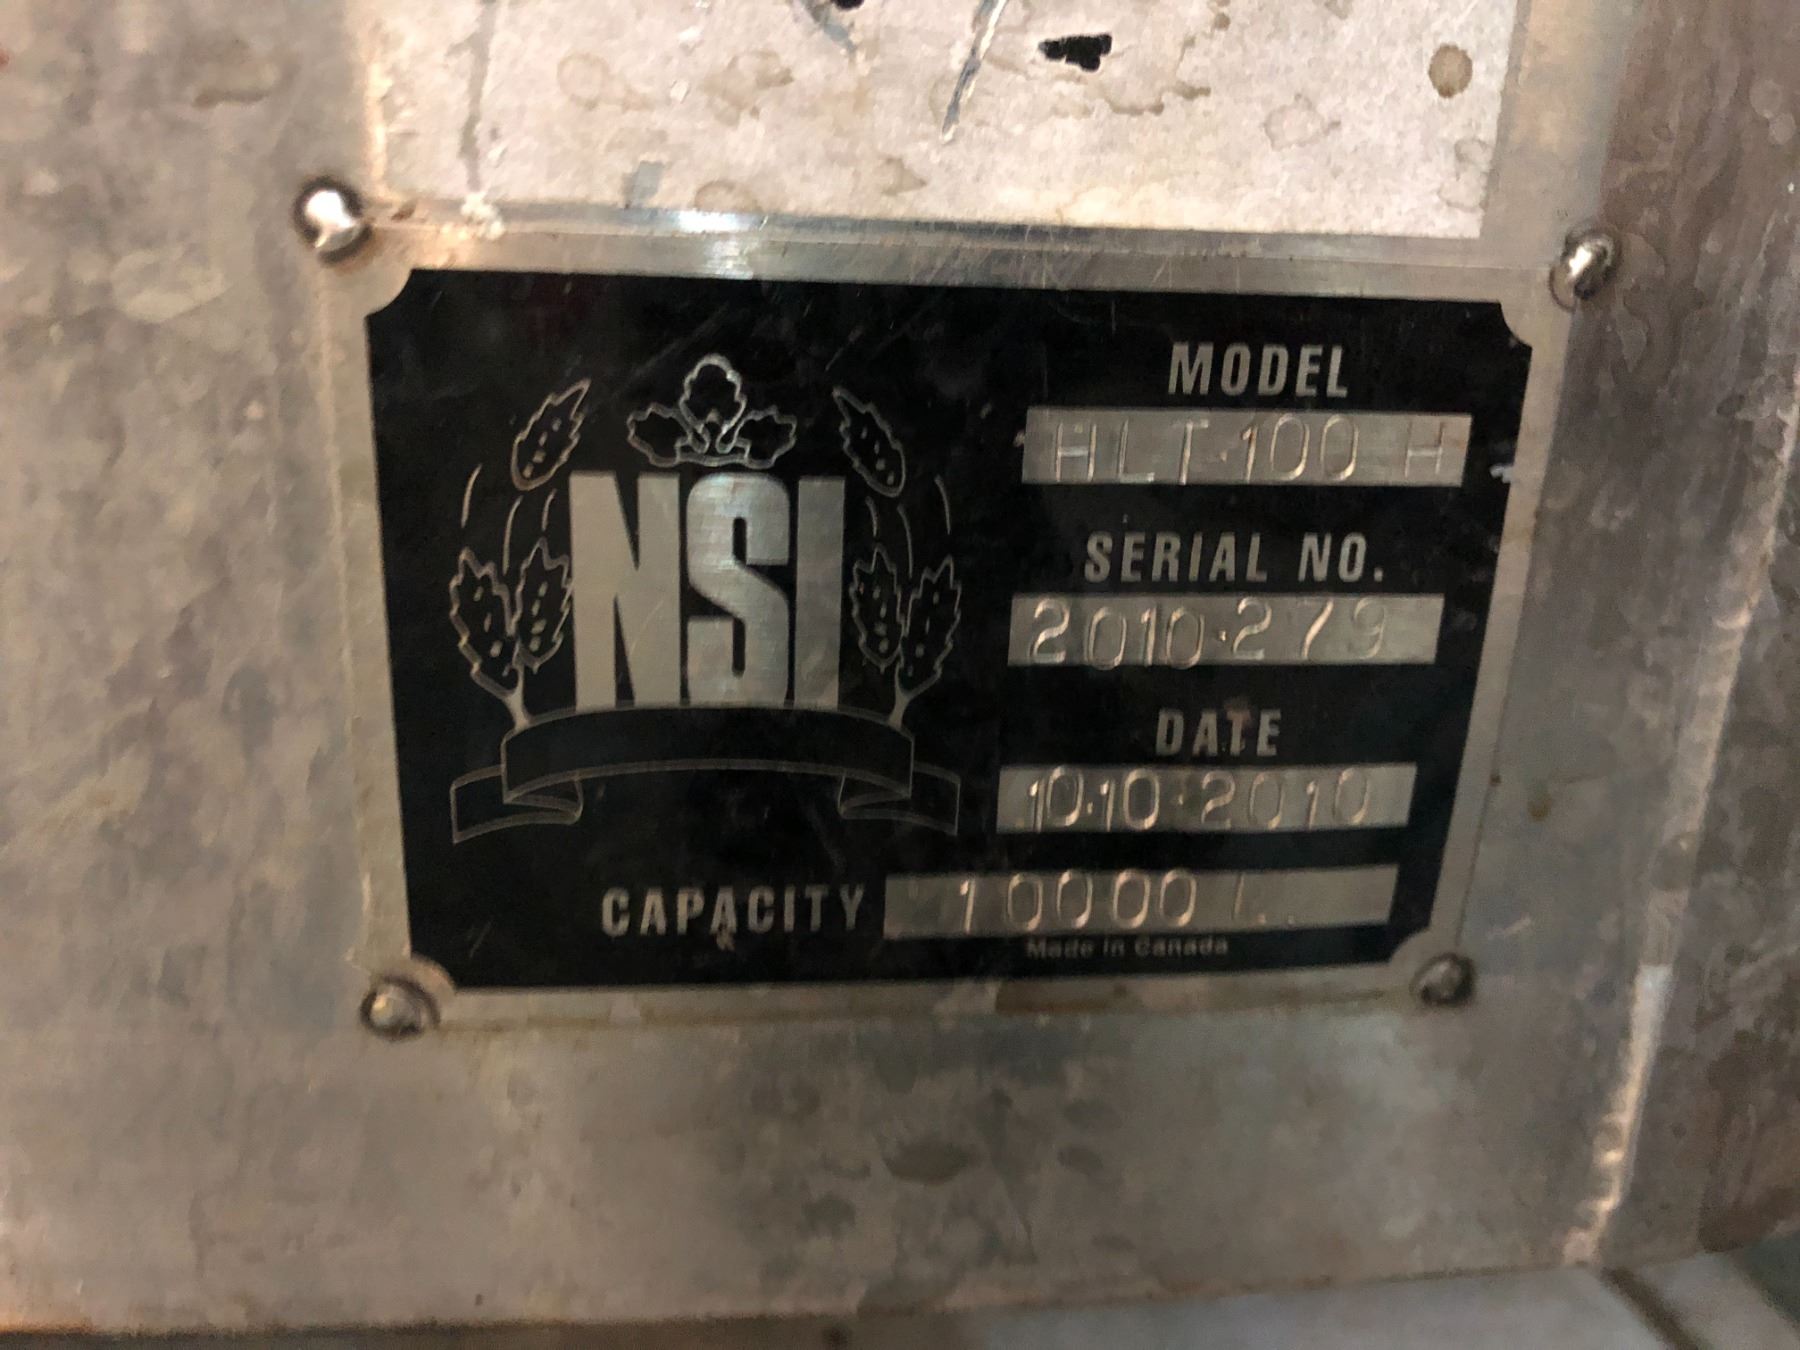 NSI
MODEL
HLT-100 H
SERIAL NO.
2010-279
DATE
10-10-2010
CAPACITY 10000 L
Made in Canada